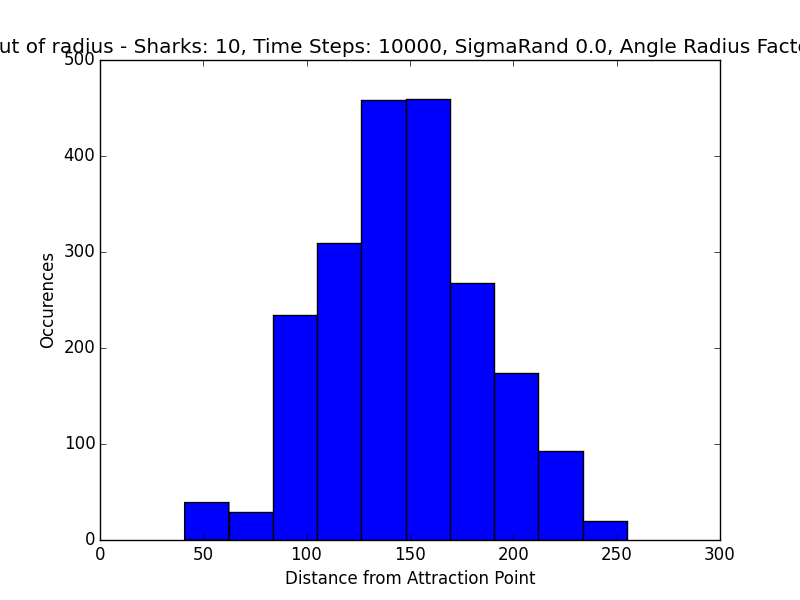 ut of radius - Sharks: 10, Time Steps: 10000, SigmaRand 0.0, Angle Radius Facto
500
400
300
200
100
0
Occurences
0 50 100 150 200 250 300
Distance from Attraction Point